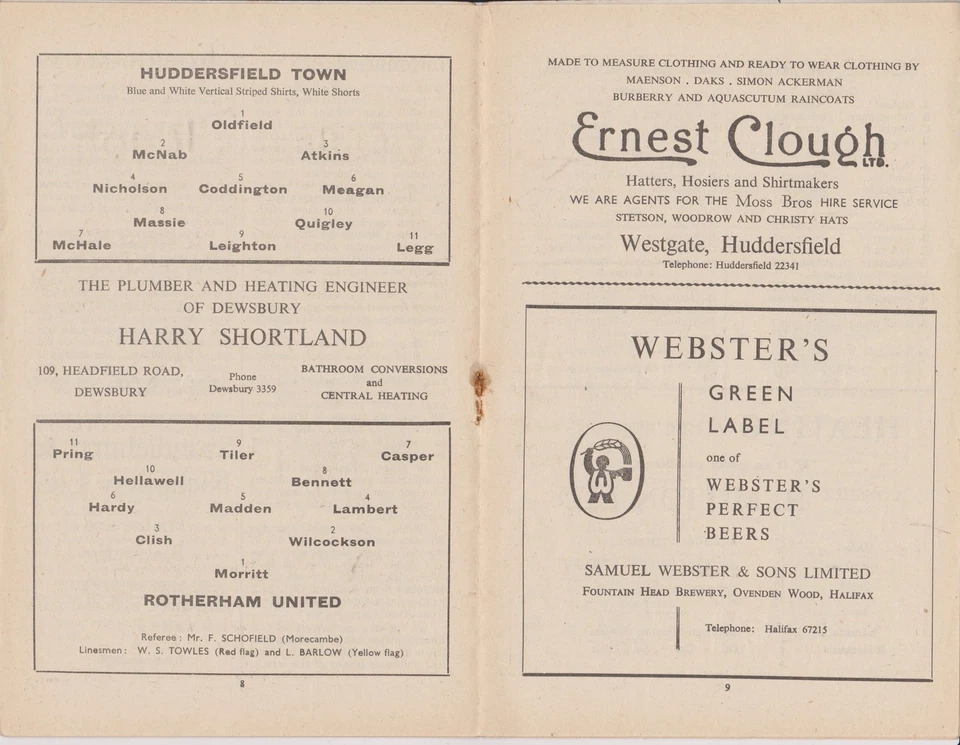 HUDDERSFIELD TOWN
Blue and White Vertical Striped Shirts, White Shorts
1
Oldfield
2 3
McNab Atkins
4 5 6
Nicholson Coddington Meagan
8 10
Massie Quigley
7 9 11
McHale Leighton Legg
THE PLUMBER AND HEATING ENGINEER
OF DEWSBURY
HARRY SHORTLAND
109, HEADFIELD ROAD,
DEWSBURY
Phone
Dewsbury 3359
BATHROOM CONVERSIONS
and
CENTRAL HEATING
11 9 7
Pring Tiler Casper
10 8
Hellawell Bennett
6 5 4
Hardy Madden Lambert
3 2
Clish Wilcockson
1
Morritt
ROTHERHAM UNITED
Referee: Mr. F. SCHOFIELD (Morecambe)
Linesmen: W. S. TOWLES (Red flag) and L. BARLOW (Yellow flag)
8
MADE TO MEASURE CLOTHING AND READY TO WEAR CLOTHING BY
MAENSON . DAKS . SIMON ACKERMAN
BURBERRY AND AQUASCUTUM RAINCOATS
Ernest Clough LTD.
Hatters, Hosiers and Shirtmakers
WE ARE AGENTS FOR THE Moss Bros HIRE SERVICE
STETSON, WOODROW AND CHRISTY HATS
Westgate, Huddersfield
Telephone: Huddersfield 22341
WEBSTER'S
GREEN
LABEL
one of
WEBSTER'S
PERFECT
BEERS
SAMUEL WEBSTER & SONS LIMITED
FOUNTAIN HEAD BREWERY, OVENDEN WOOD, HALIFAX
Telephone: Halifax 67215
9